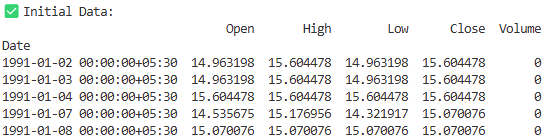 ✅ Initial Data:
Open High Low Close Volume
Date
1991-01-02 00:00:00+05:30 14.963198 15.604478 14.963198 15.604478 0
1991-01-03 00:00:00+05:30 14.963198 15.604478 14.963198 15.604478 0
1991-01-04 00:00:00+05:30 15.604478 15.604478 15.604478 15.604478 0
1991-01-07 00:00:00+05:30 14.535675 15.176956 14.321917 15.070076 0
1991-01-08 00:00:00+05:30 15.070076 15.070076 15.070076 15.070076 0